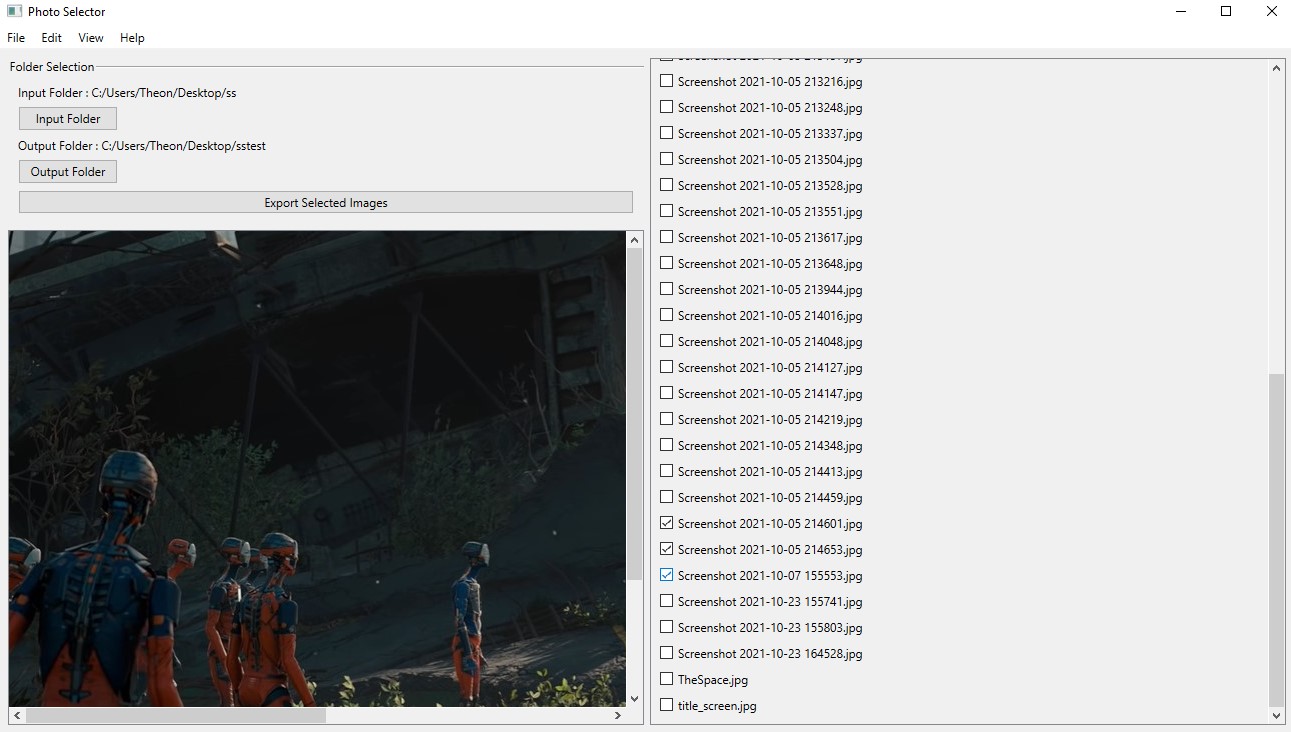 Photo Selector
File Edit View Help
Folder Selection
Input Folder : C:/Users/Theon/Desktop/ss
Input Folder
Output Folder : C:/Users/Theon/Desktop/sstest
Output Folder
Export Selected Images
Screenshot 2021-10-05 213216.jpg
Screenshot 2021-10-05 213248.jpg
Screenshot 2021-10-05 213337.jpg
Screenshot 2021-10-05 213504.jpg
Screenshot 2021-10-05 213528.jpg
Screenshot 2021-10-05 213551.jpg
Screenshot 2021-10-05 213617.jpg
Screenshot 2021-10-05 213648.jpg
Screenshot 2021-10-05 213944.jpg
Screenshot 2021-10-05 214016.jpg
Screenshot 2021-10-05 214048.jpg
Screenshot 2021-10-05 214127.jpg
Screenshot 2021-10-05 214147.jpg
Screenshot 2021-10-05 214219.jpg
Screenshot 2021-10-05 214348.jpg
Screenshot 2021-10-05 214413.jpg
Screenshot 2021-10-05 214459.jpg
Screenshot 2021-10-05 214601.jpg
Screenshot 2021-10-05 214653.jpg
Screenshot 2021-10-07 155553.jpg
Screenshot 2021-10-23 155741.jpg
Screenshot 2021-10-23 155803.jpg
Screenshot 2021-10-23 164528.jpg
TheSpace.jpg
title_screen.jpg